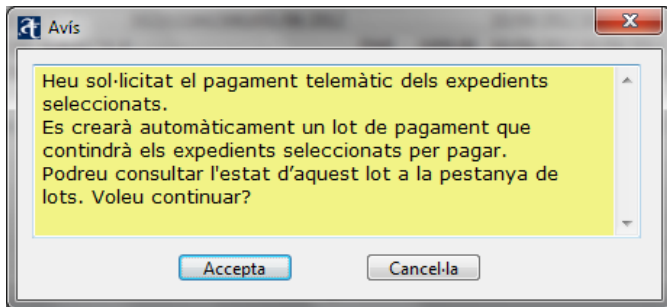 Avís
Heu sol·licitat el pagament telemàtic dels expedients
seleccionats.
Es crearà automàticament un lot de pagament que
contindrà els expedients seleccionats per pagar.
Podreu consultar l'estat d’aquest lot a la pestanya de
lots. Voleu continuar?
Accepta
Cancel·la